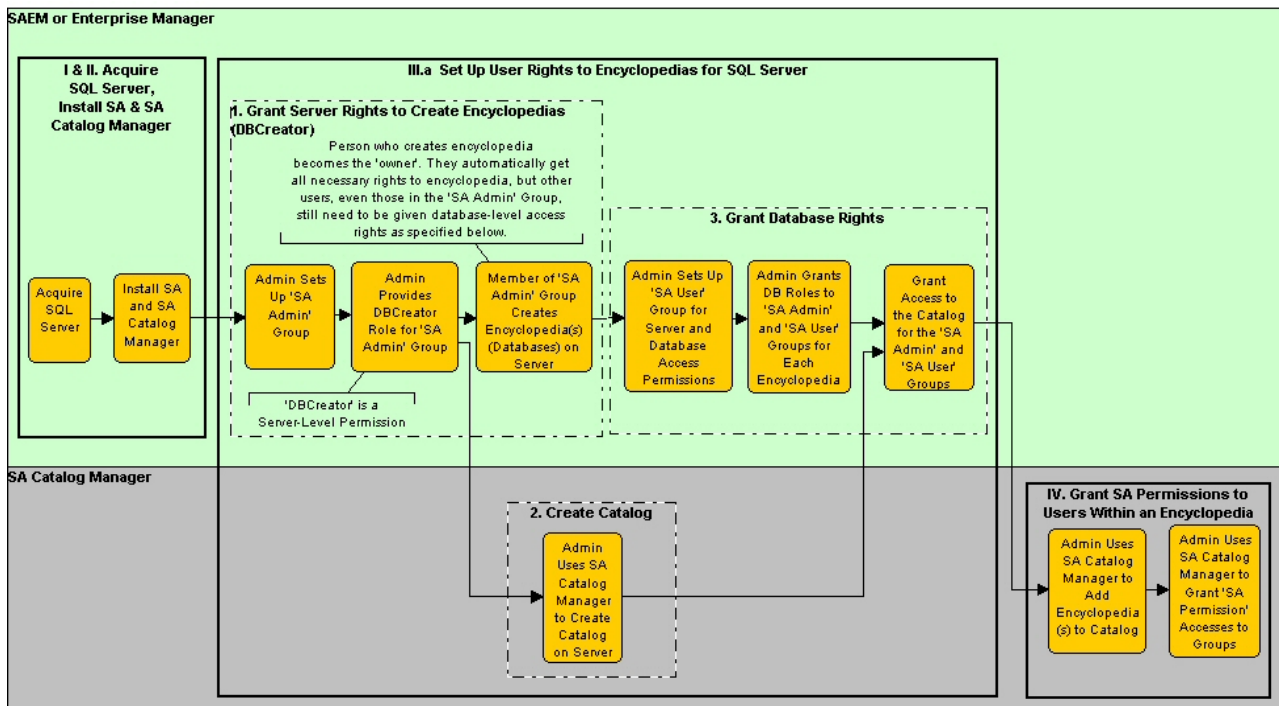 SAEM or Enterprise Manager
I & II. Acquire
SQL Server,
Install SA & SA
Catalog Manager
III.a Set Up User Rights to Encyclopedias for SQL Server
1. Grant Server Rights to Create Encyclopedias
(DBCreator)
Person who creates encyclopedia
becomes the 'owner'. They automatically get
all necessary rights to encyclopedia, but other
users, even those in the 'SA Admin' Group,
still need to be given database-level access
rights as specified below.
3. Grant Database Rights
Acquire
SQL
Server
Install SA
and SA
Catalog
Manager
Admin Sets
Up 'SA
Admin'
Group
Admin
Provides
DBCreator
Role for 'SA
Admin' Group
Member of 'SA
Admin' Group
Creates
Encyclopedia(s)
(Databases) on
Server
Admin Sets Up
'SA User'
Group for
Server and
Database
Access
Permissions
Admin Grants
DB Roles to
'SA Admin'
and 'SA User'
Groups for
Each
Encyclopedia
Grant
Access to
the Catalog
for the 'SA
Admin' and
'SA User'
Groups
'DBCreator' is a
Server-Level Permission
SA Catalog Manager
2. Create Catalog
Admin
Uses SA
Catalog
Manager
to Create
Catalog
on Server
IV. Grant SA Permissions to
Users Within an Encyclopedia
Admin Uses
SA Catalog
Manager to
Add
Encyclopedia
(s) to Catalog
Admin Uses
SA Catalog
Manager to
Grant 'SA
Permission'
Accesses to
Groups